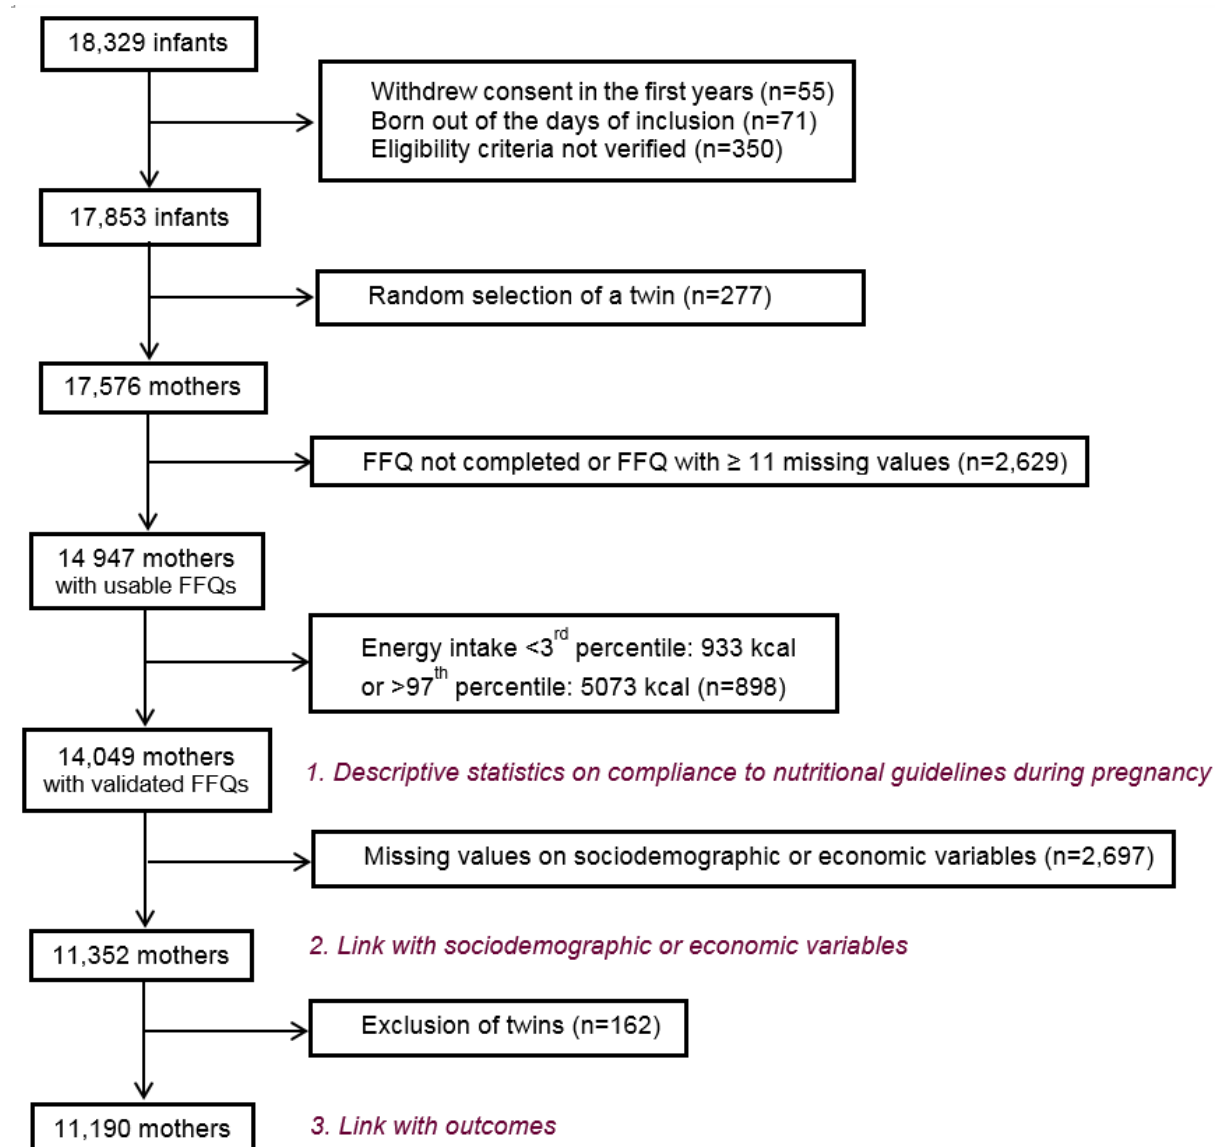 18,329 infants
Withdrew consent in the first years (n=55)
Born out of the days of inclusion (n=71)
Eligibility criteria not verified (n=350)
17,853 infants
Random selection of a twin (n=277)
17,576 mothers
FFQ not completed or FFQ with ≥ 11 missing values (n=2,629)
14 947 mothers
with usable FFQs
Energy intake <3rd percentile: 933 kcal
or >97th percentile: 5073 kcal (n=898)
14,049 mothers
with validated FFQs
1. Descriptive statistics on compliance to nutritional guidelines during pregnancy
Missing values on sociodemographic or economic variables (n=2,697)
11,352 mothers
2. Link with sociodemographic or economic variables
Exclusion of twins (n=162)
11,190 mothers
3. Link with outcomes